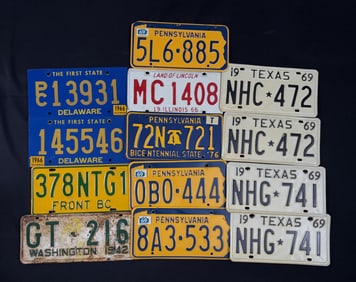 PENNSYLVANIA
5L6·885
THE FIRST STATE
C/D 13931
DELAWARE 1966
LAND OF LINCOLN
MC 1408
19 ILLINOIS 66
19 TEXAS 69
NHC★472
THE FIRST STATE
145546
1966 DELAWARE
72N 721
BICENTENNIAL STATE '76
19 TEXAS 69
NHC★472
378NTG1
FRONT BC
PENNSYLVANIA
0B0·444
19 TEXAS 69
NHG★741
GT 216
WASHINGTON 1942
69 PENNSYLVANIA
8A3·533
19 TEXAS 69
NHG★741